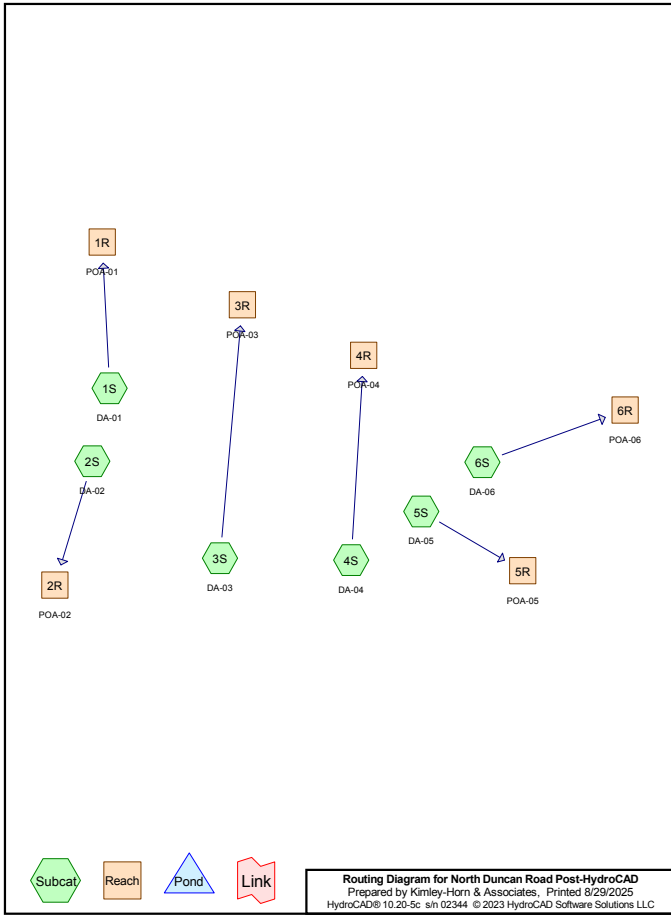 1R
POA-01
3R
POA-03
4R
POA-04
1S
DA-01
6R
POA-06
2S
DA-02
6S
DA-06
5S
DA-05
3S
DA-03
4S
DA-04
5R
POA-05
2R
POA-02
Subcat
Reach
Pond
Link
Routing Diagram for North Duncan Road Post-HydroCAD
Prepared by Kimley-Horn & Associates, Printed 8/29/2025
HydroCAD® 10.20-5c s/n 02344 © 2023 HydroCAD Software Solutions LLC